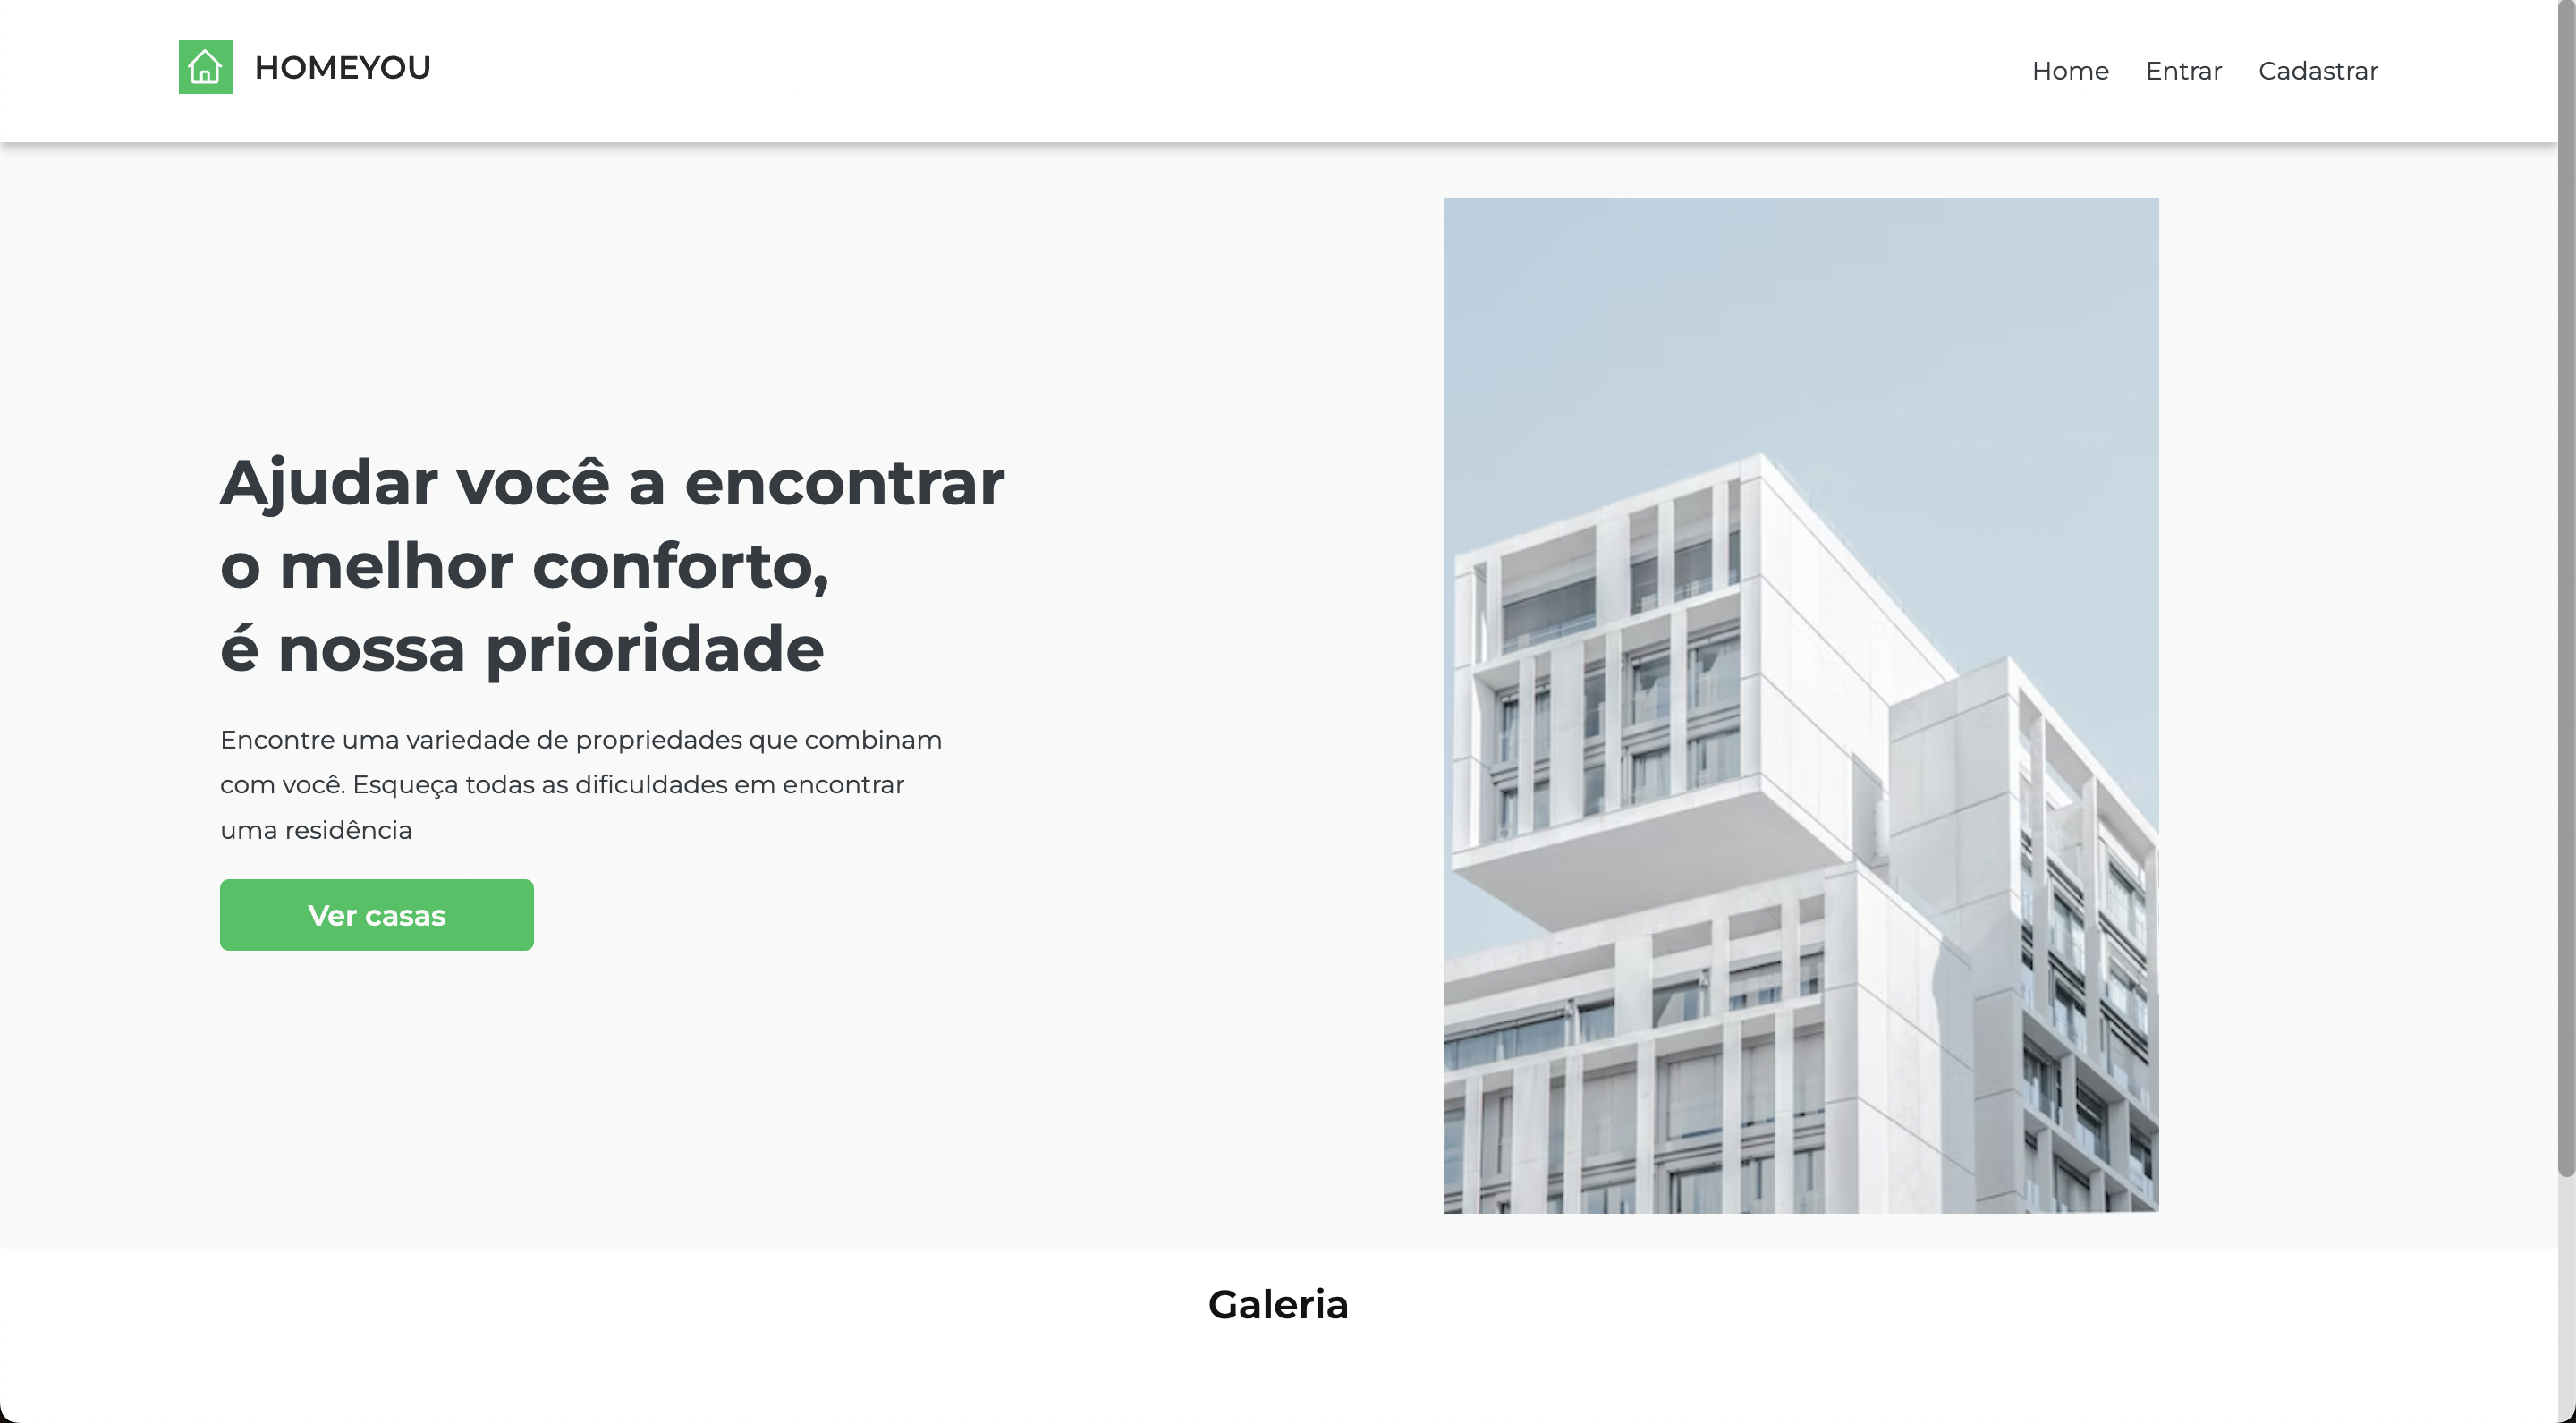 HOMEYOU
Home
Entrar
Cadastrar
Ajudar você a encontrar
o melhor conforto,
é nossa prioridade
Encontre uma variedade de propriedades que combinam
com você. Esqueça todas as dificuldades em encontrar
uma residência
Ver casas
Galeria